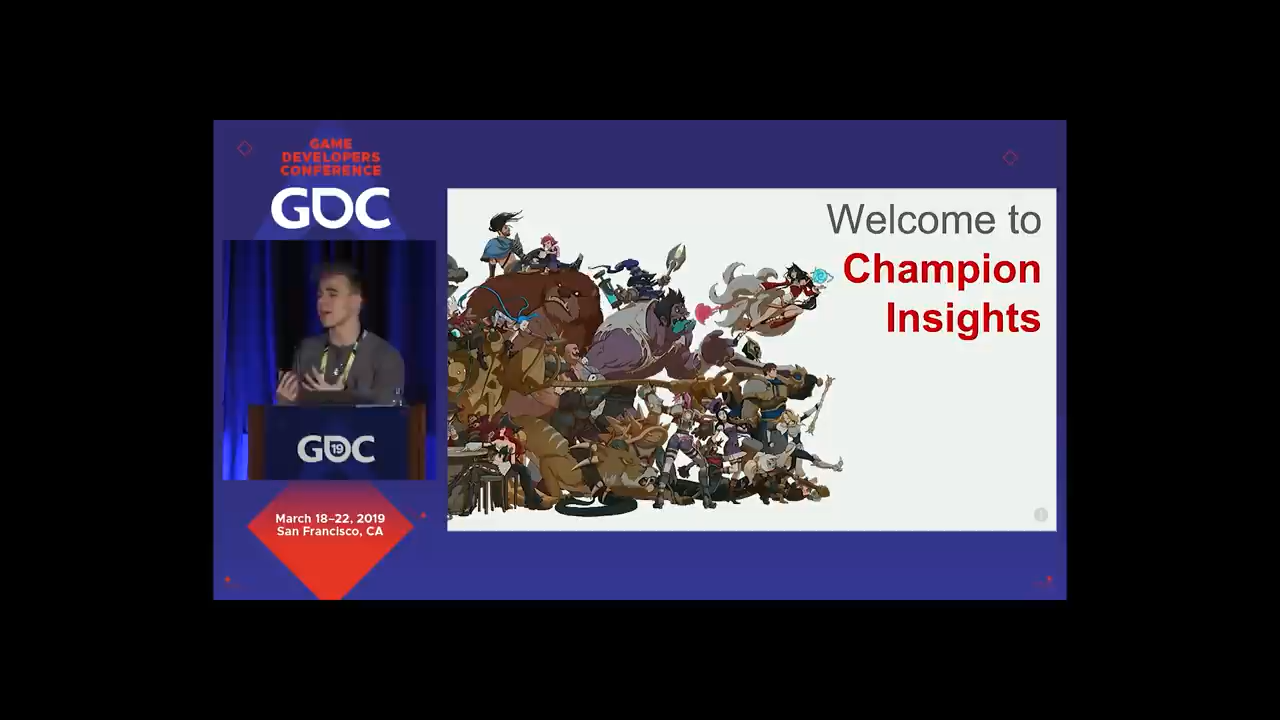 GAME
DEVELOPERS
CONFERENCE
GDC
Welcome to
Champion
Insights
GDC
19
March 18–22, 2019
San Francisco, CA